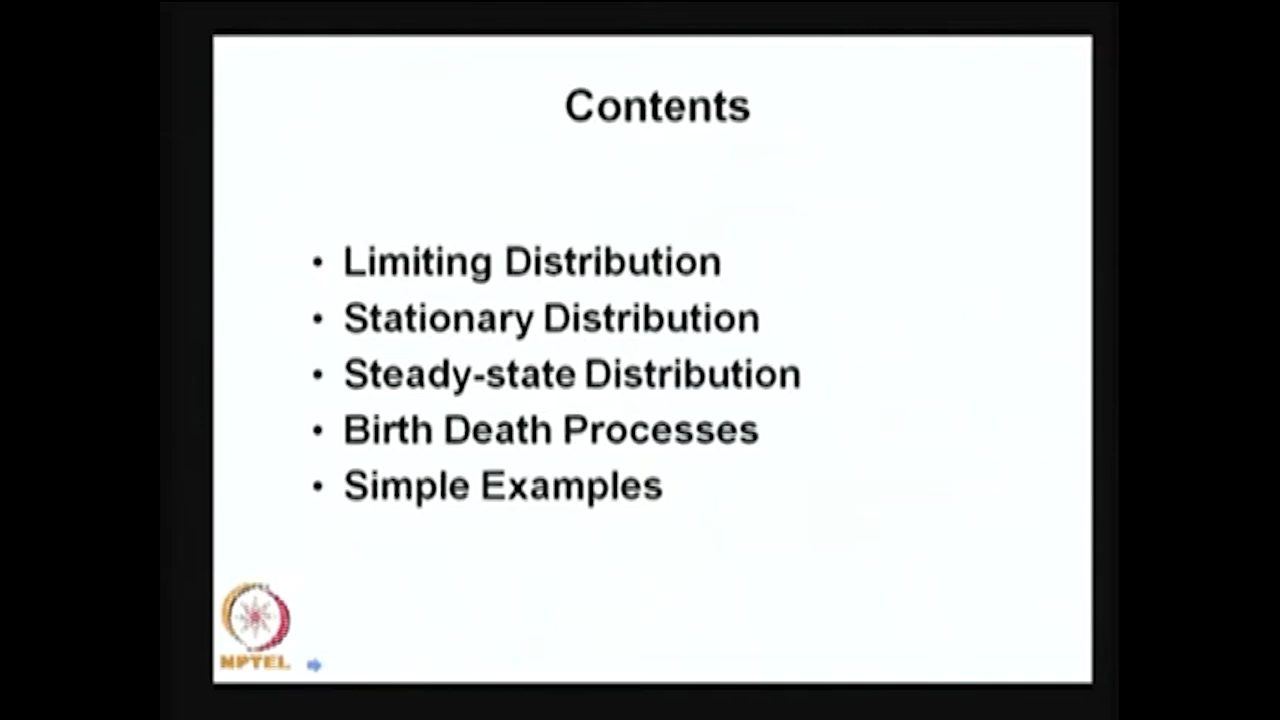 Contents
• Limiting Distribution
• Stationary Distribution
• Steady-state Distribution
• Birth Death Processes
• Simple Examples
NPTEL